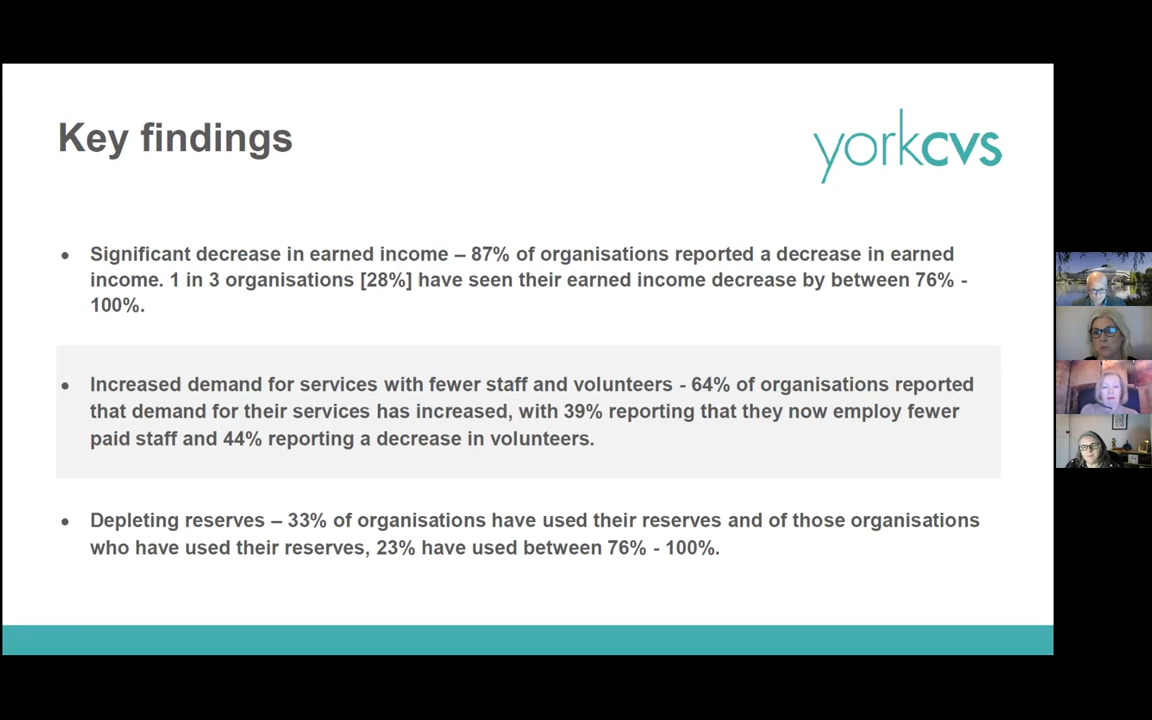 Key findings
yorkcvs
● Significant decrease in earned income – 87% of organisations reported a decrease in earned
income. 1 in 3 organisations [28%] have seen their earned income decrease by between 76% -
100%.
● Increased demand for services with fewer staff and volunteers - 64% of organisations reported
that demand for their services has increased, with 39% reporting that they now employ fewer
paid staff and 44% reporting a decrease in volunteers.
● Depleting reserves – 33% of organisations have used their reserves and of those organisations
who have used their reserves, 23% have used between 76% - 100%.